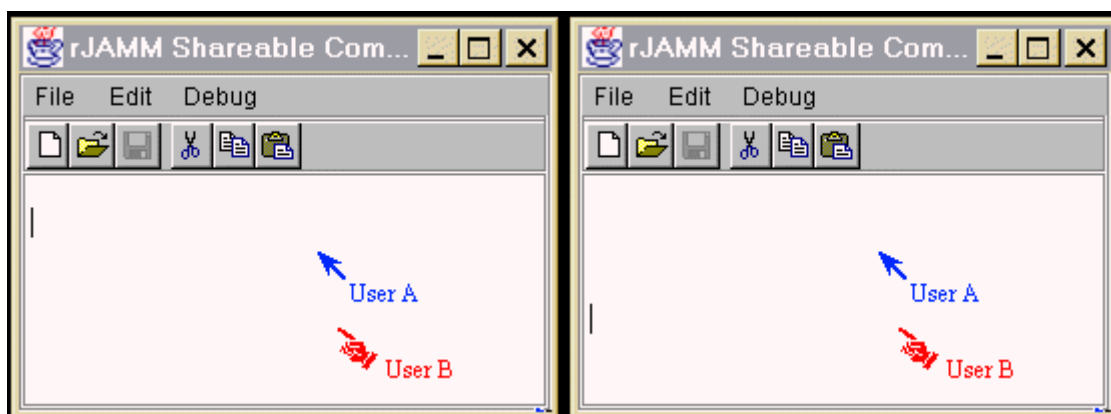 rJAMM Shareable Com...
File Edit Debug
User A
User B
rJAMM Shareable Com...
File Edit Debug
User A
User B